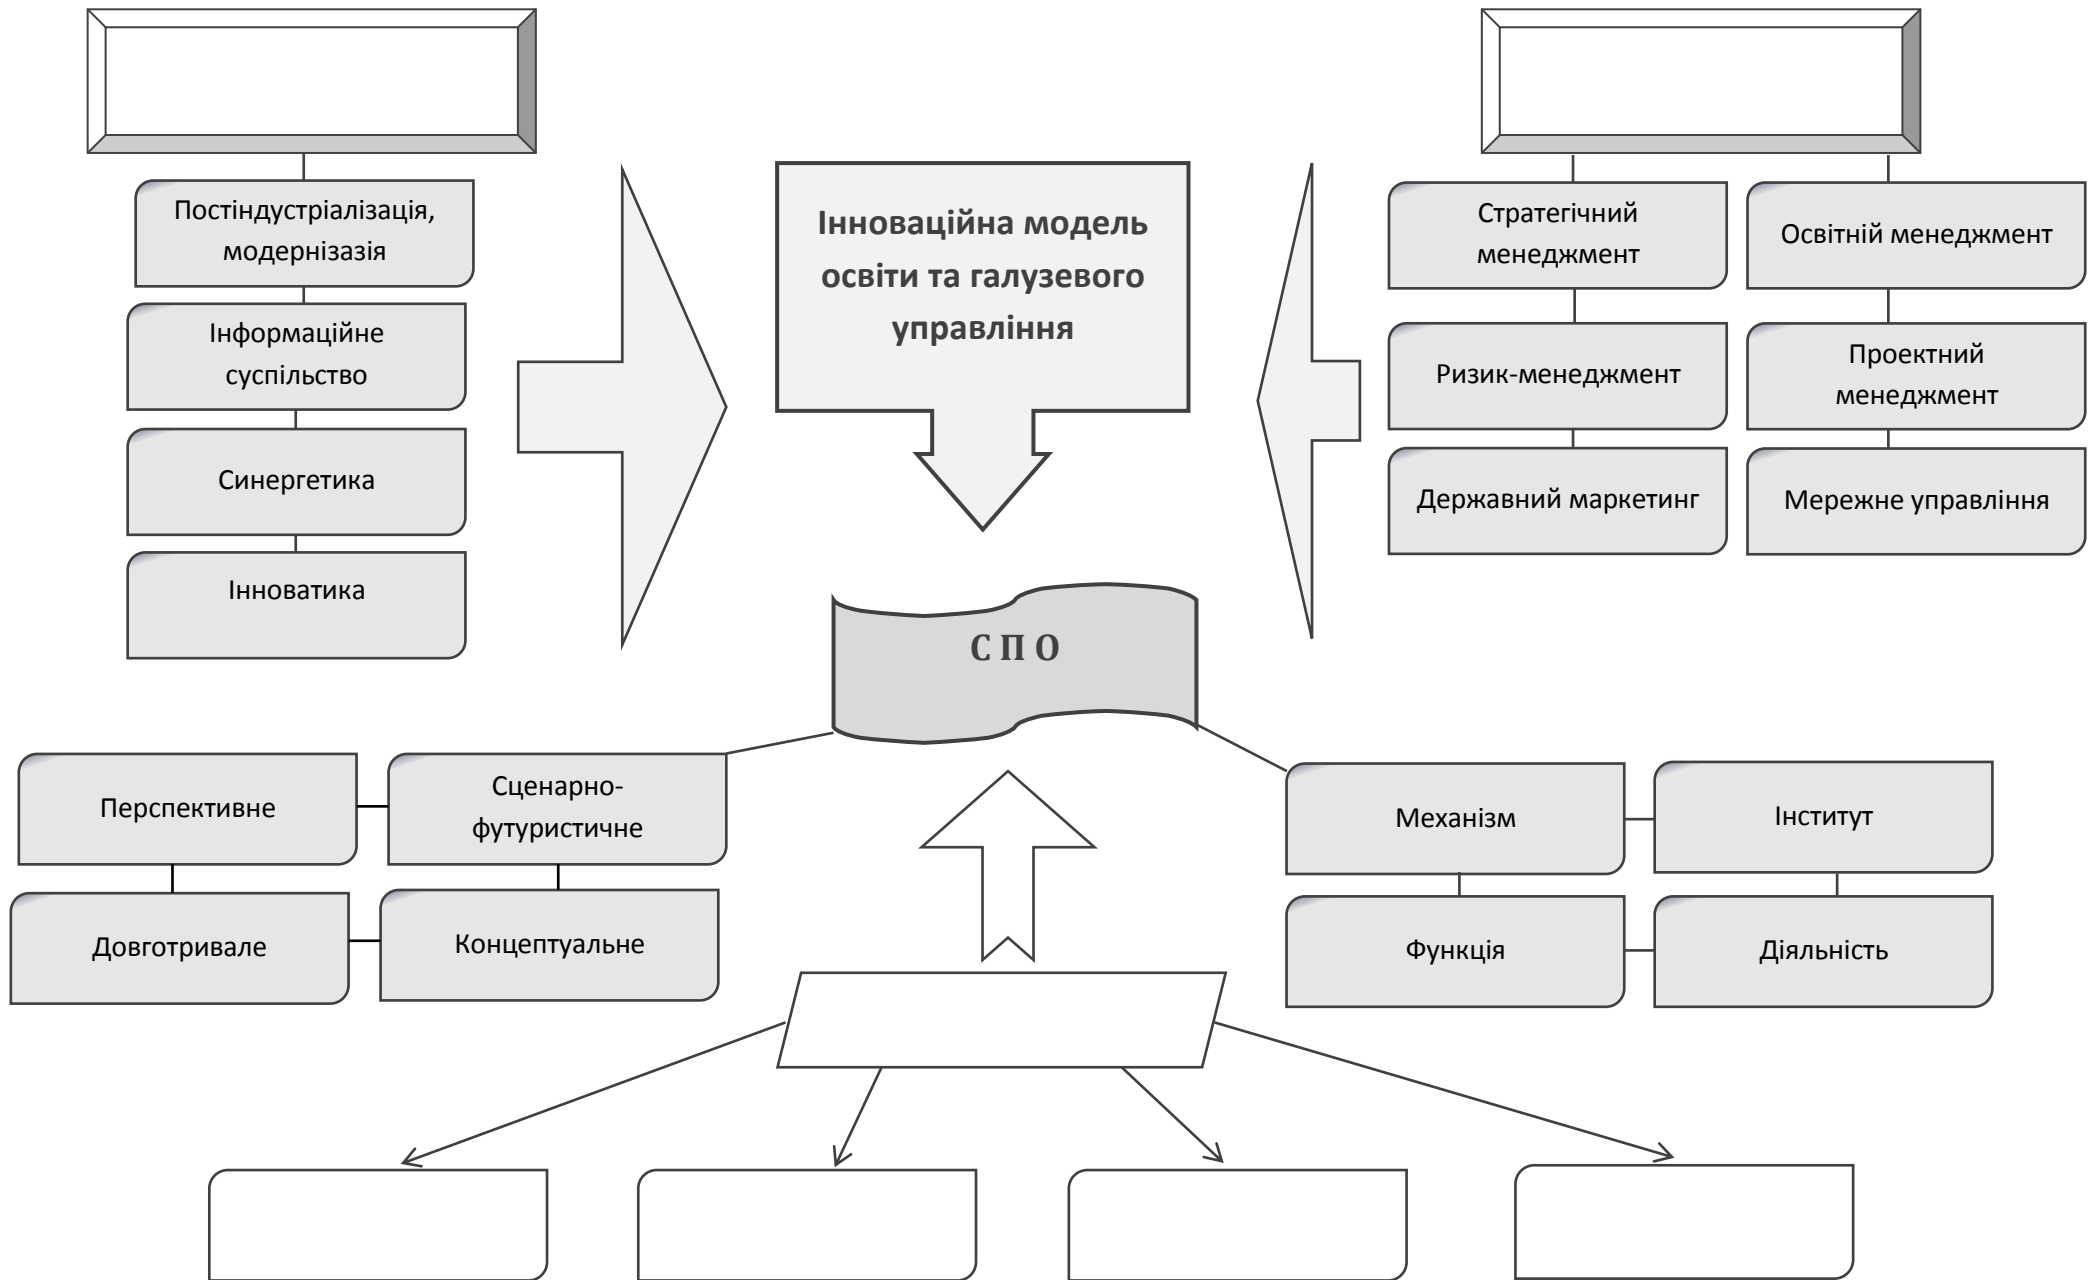 Постіндустріалізація,
модернізазія
Інформаційне
суспільство
Синергетика
Інноватика
Інноваційна модель
освіти та галузевого
управління
Стратегічний
менеджмент
Освітній менеджмент
Ризик-менеджмент
Проектний
менеджмент
Державний маркетинг
Мережне управління
С П О
Перспективне
Сценарно-
футуристичне
Довготривале
Концептуальне
Механізм
Інститут
Функція
Діяльність